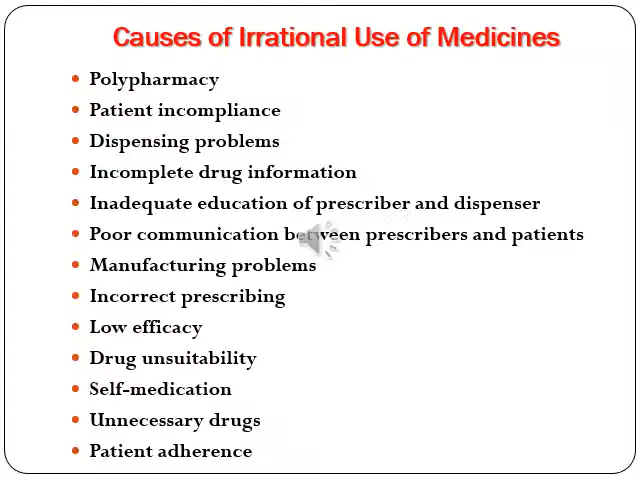 Causes of Irrational Use of Medicines
• Polypharmacy
• Patient incompliance
• Dispensing problems
• Incomplete drug information
• Inadequate education of prescriber and dispenser
• Poor communication between prescribers and patients
• Manufacturing problems
• Incorrect prescribing
• Low efficacy
• Drug unsuitability
• Self-medication
• Unnecessary drugs
• Patient adherence